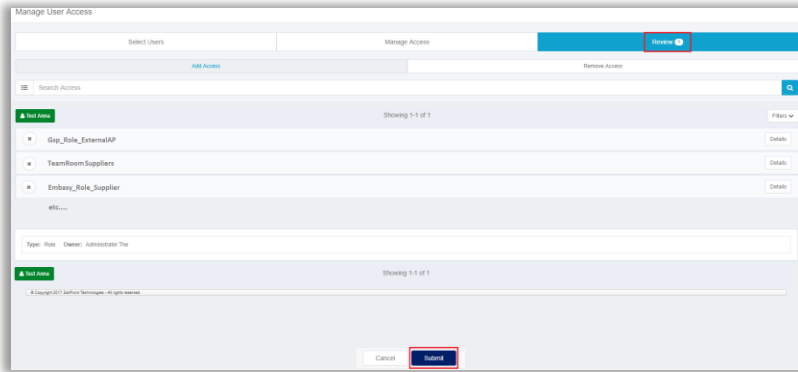 Manage User Access
Select Users Manage Access Review
Add Access Remove Access
Search Access
Test Anna Showing 1-1 of 1 Filters
Gsp_Role_ExternalAP Details
TeamRoom Suppliers Details
Embasy_Role_Supplier Details
etc.....
Type: Role Owner: Administrator The
Test Anna Showing 1-1 of 1
© Copyright 2017 SailPoint Technologies - All rights reserved.
Cancel Submit